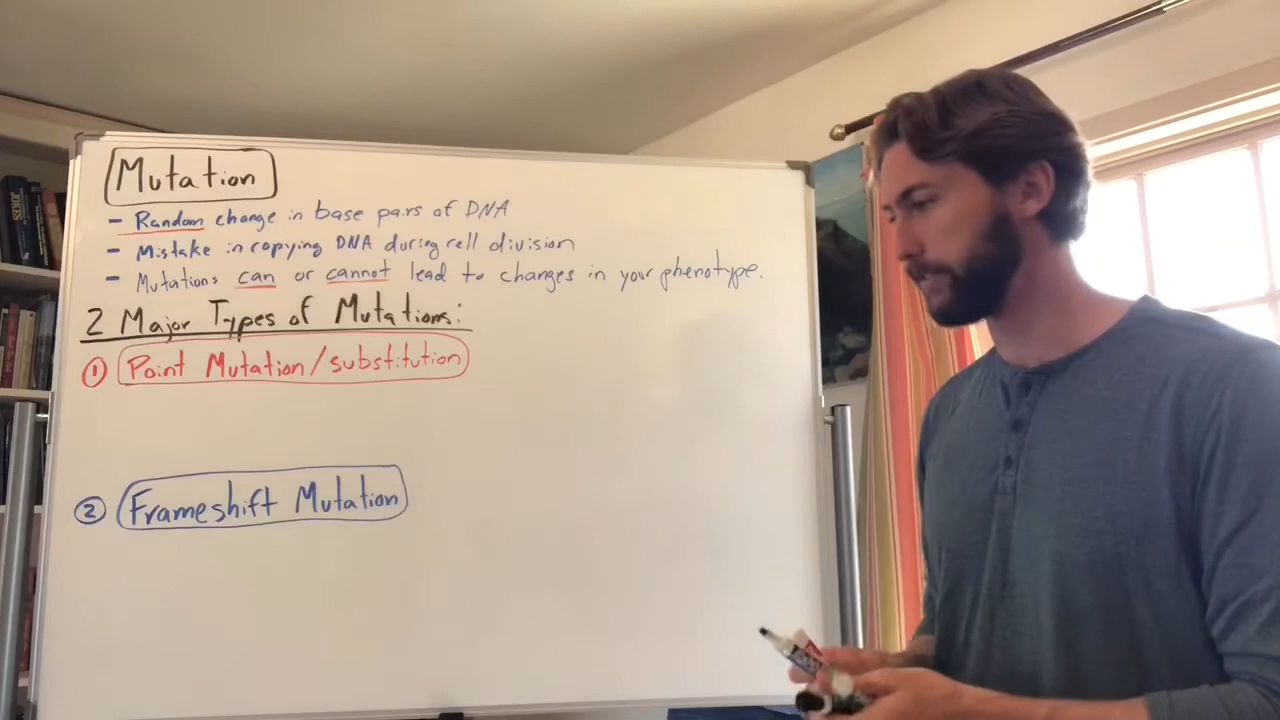 Mutation
- Random change in base pairs of DNA
- Mistake in copying DNA during cell division
- Mutations can or cannot lead to changes in your phenotype.
2 Major Types of Mutations:
① Point Mutation/substitution
② Frameshift Mutation